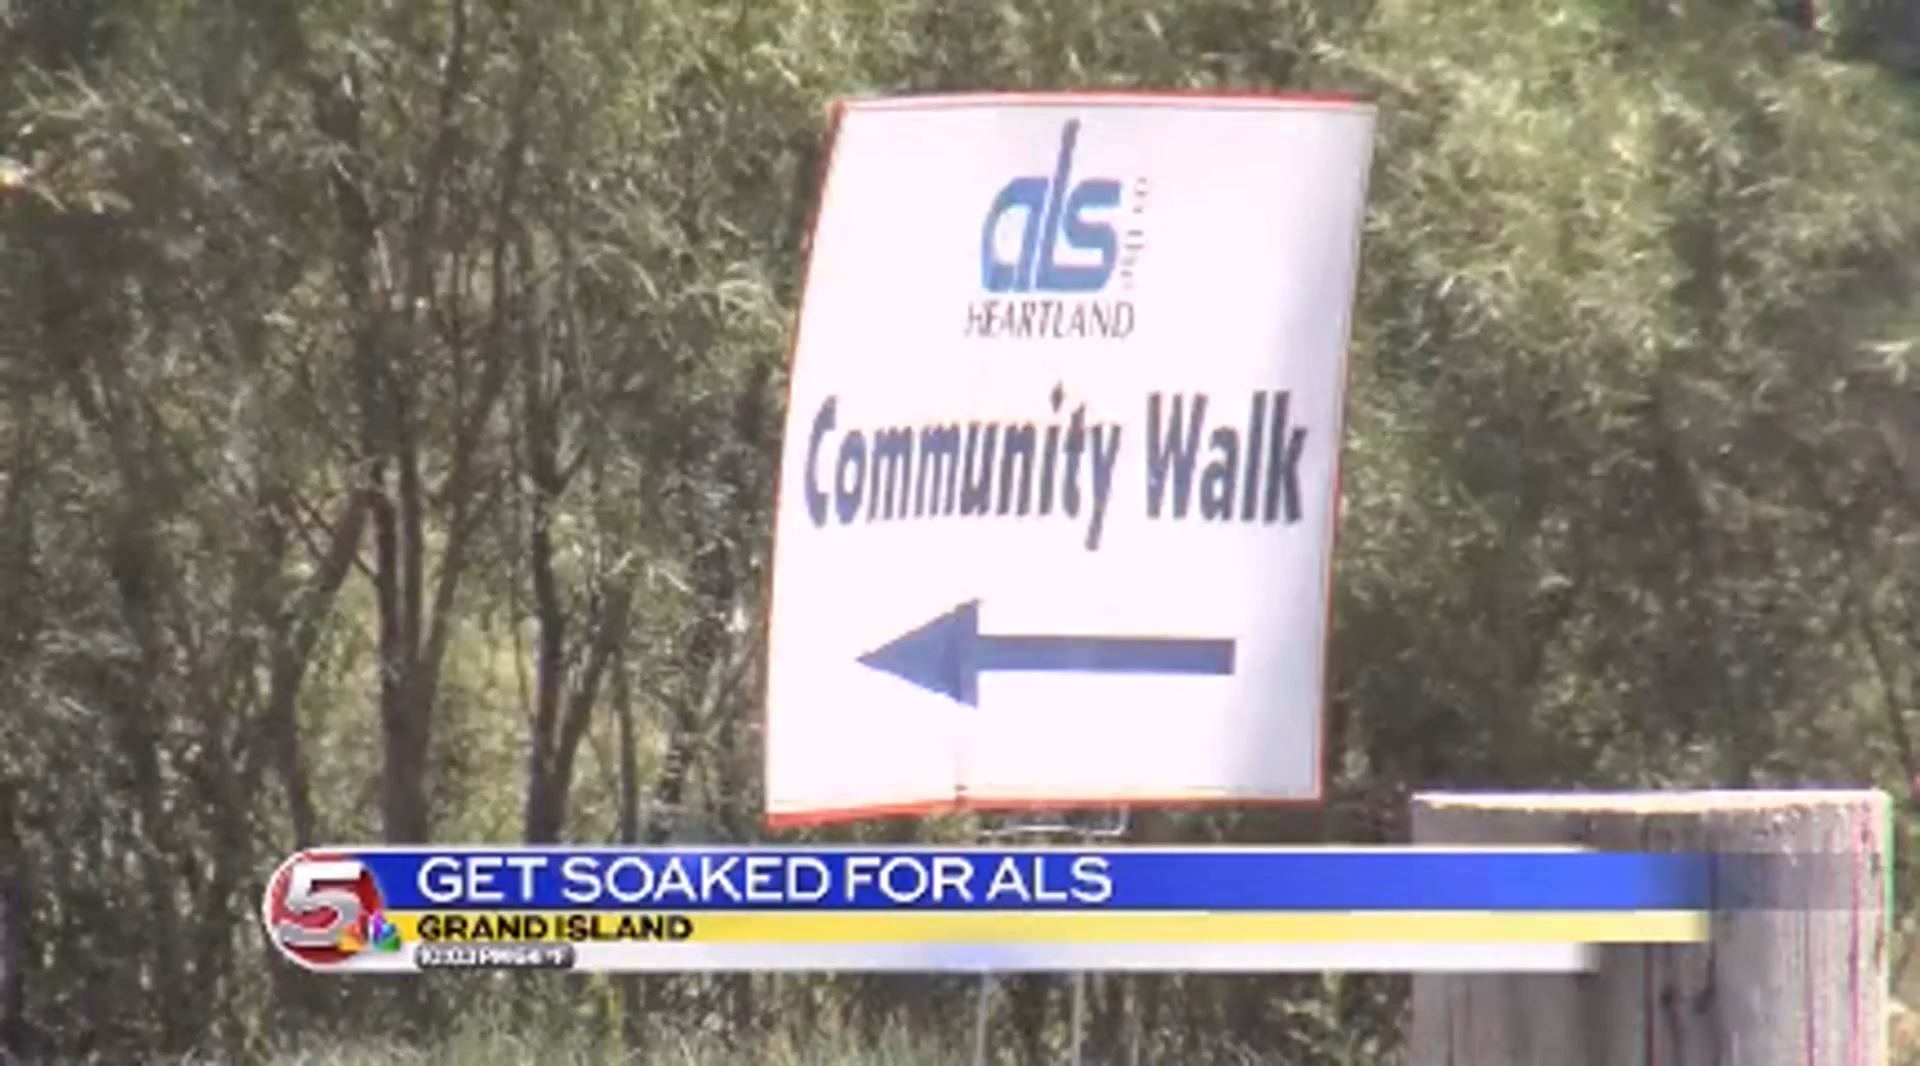 als
HEARTLAND
Community Walk
5
GET SOAKED FOR ALS
GRAND ISLAND